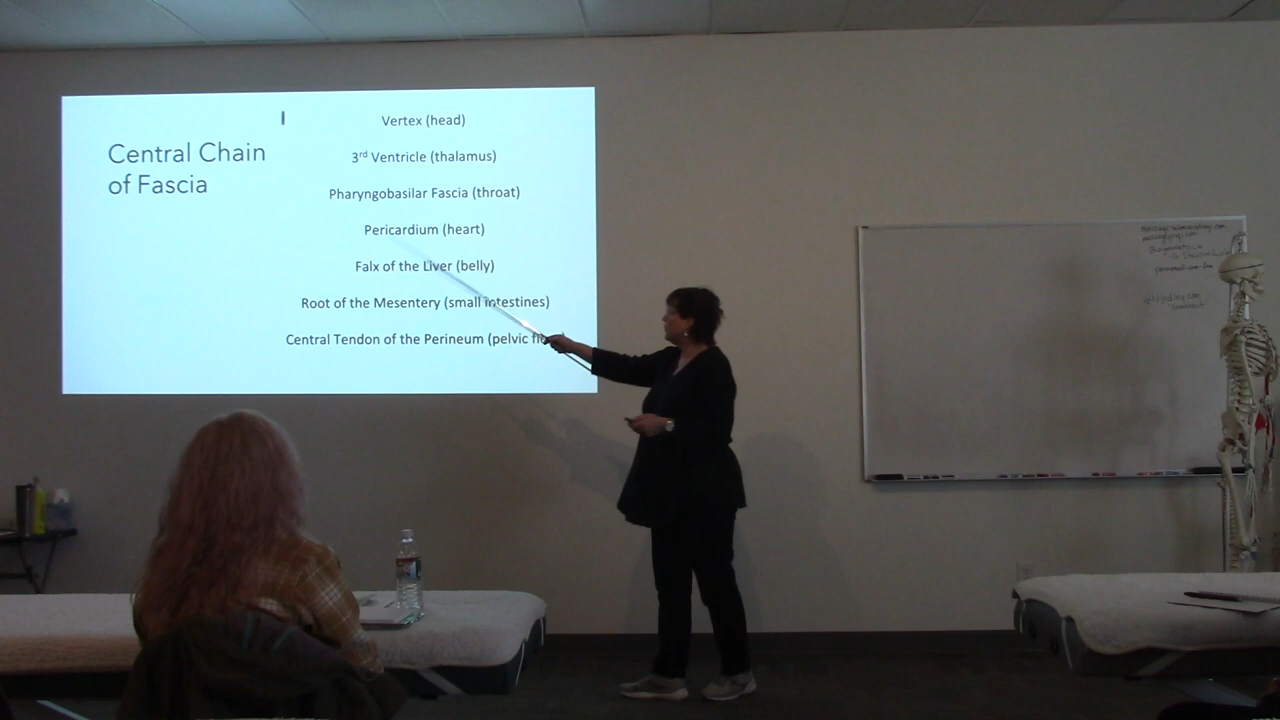 Central Chain
of Fascia
Vertex (head)
3rd Ventricle (thalamus)
Pharyngobasilar Fascia (throat)
Pericardium (heart)
Falx of the Liver (belly)
Root of the Mesentery (small intestines)
Central Tendon of the Perineum (pelvic